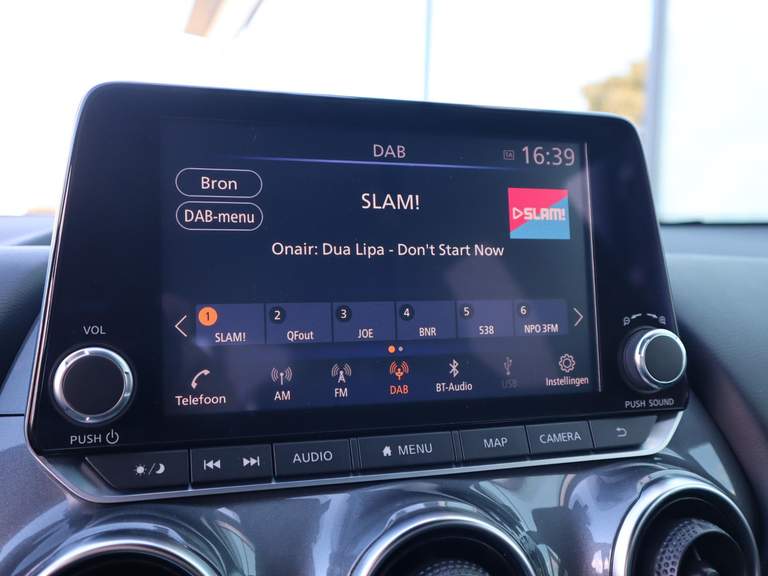 DAB
TA 16:39
Bron
DAB-menu
SLAM!
SLAM!
Onair: Dua Lipa - Don't Start Now
1 SLAM!
2 QFout
3 JOE
4 BNR
5 538
6 NPO 3FM
Telefoon
AM
FM
DAB
BT-Audio
USB
Instellingen
VOL
PUSH
PUSH SOUND
AUDIO
MENU
MAP
CAMERA